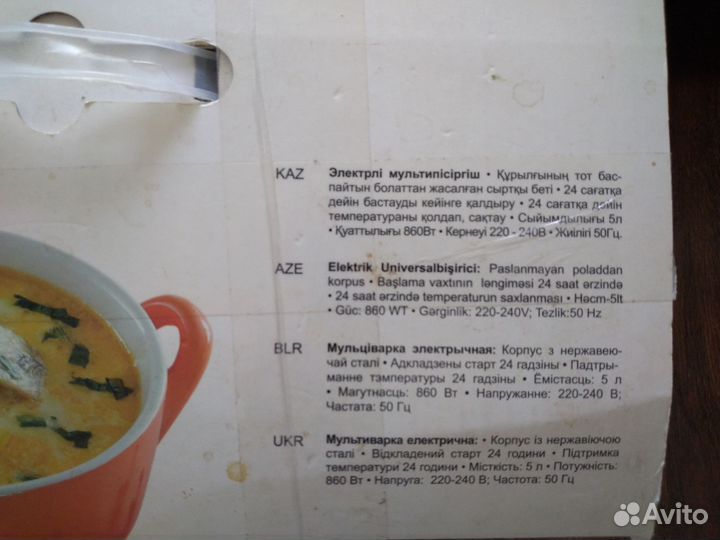 KAZ Электрлі мультипісіргіш • Құрылғының тот бас-
пайтын болаттан жасалған сыртқы беті • 24 сағатқа
дейін бастауды кейінге қалдыру • 24 сағатқа дейін
температураны қолдап, сақтау • Сыйымдылығы 5л
• Қуаттылығы 860Вт • Кернеуі 220 - 240В • Жиілігі 50Гц.
AZE Elektrik Universalbişirici: Paslanmayan poladdan
korpus • Başlama vaxtının ləngiməsi 24 saat ərzində
• 24 saat ərzində temperaturun saxlanması • Həcm-5lt
• Güc: 860 WT • Gərginlik: 220-240V; Tezlik:50 Hz
BLR Мульціварка электрычная: Корпус з нержавею-
чай сталі • Адкладзены старт 24 гадзіны • Падтры-
манне тэмпературы 24 гадзіны • Ёмістасць: 5 л
• Магутнасць: 860 Вт • Напружанне: 220-240 В;
Частата: 50 Гц
UKR Мультиварка електрична: • Корпус із нержавіючою
сталі • Відкладений старт 24 години • Підтримка
температури 24 години • Місткість: 5 л • Потужність:
860 Вт • Напруга: 220-240 В; Частота: 50 Гц
Avito